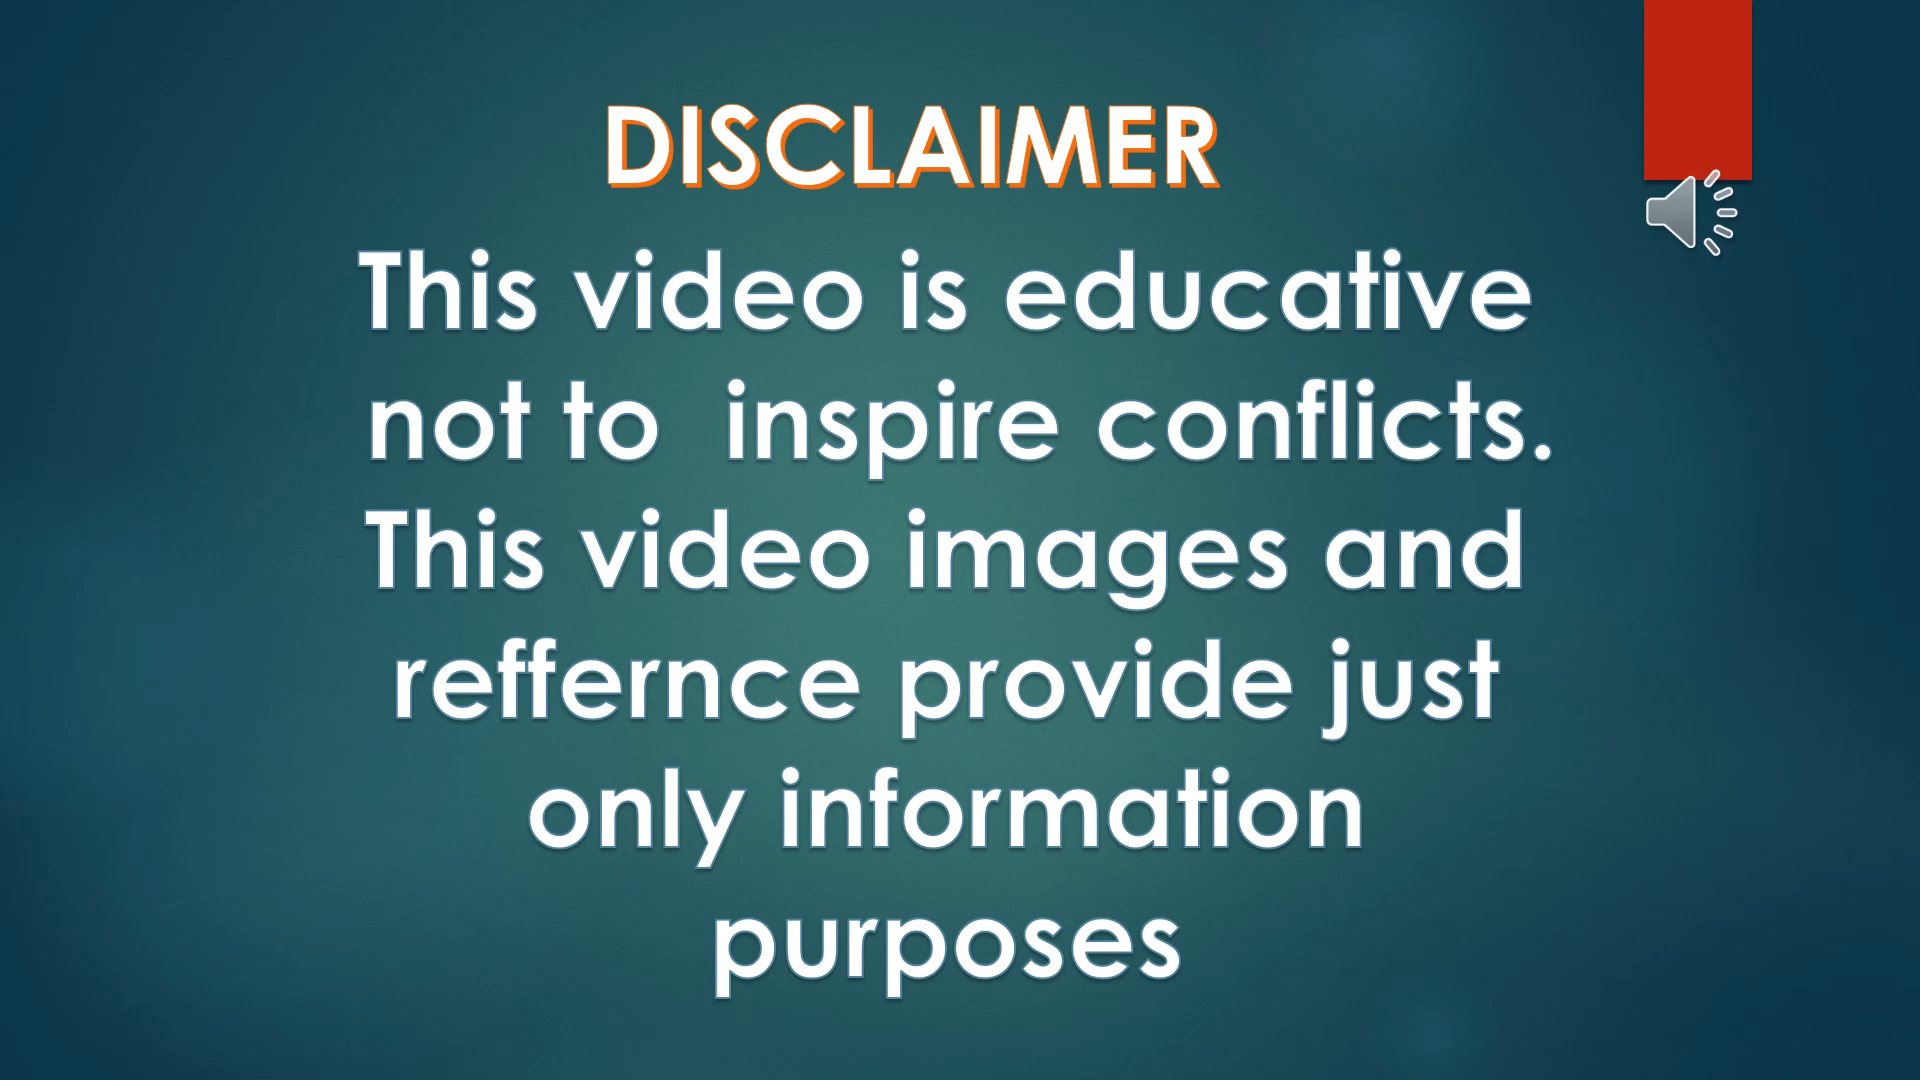 DISCLAIMER
This video is educative
not to  inspire conflicts.
This video images and
reffernce provide just
only information
purposes